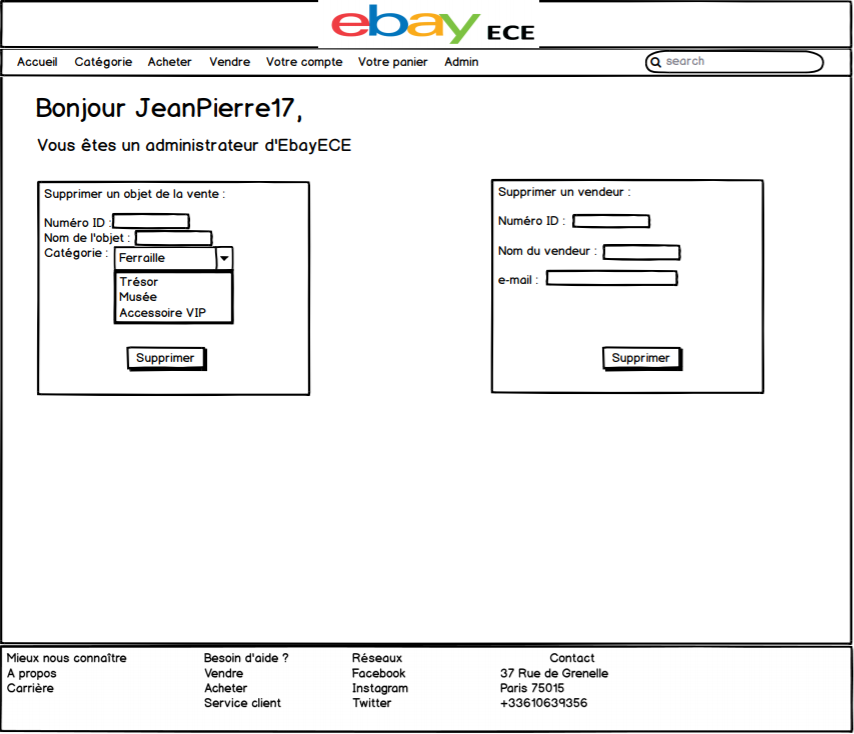 ebay ECE
Accueil Catégorie Acheter Vendre Votre compte Votre panier Admin search
Bonjour JeanPierre17,
Vous êtes un administrateur d'EbayECE
Supprimer un objet de la vente :
Numéro ID :
Nom de l'objet :
Catégorie : Ferraille
Trésor
Musée
Accessoire VIP
Supprimer
Supprimer un vendeur :
Numéro ID :
Nom du vendeur :
e-mail :
Supprimer
Mieux nous connaître
A propos
Carrière
Besoin d'aide ?
Vendre
Acheter
Service client
Réseaux
Facebook
Instagram
Twitter
Contact
37 Rue de Grenelle
Paris 75015
+33610639356